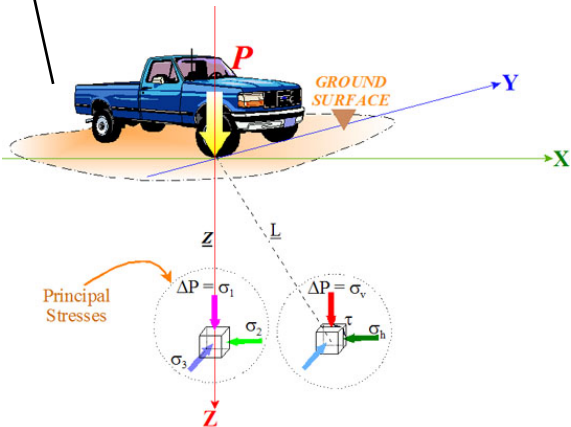 P
GROUND
SURFACE
Y
X
Z
L
ΔP = σ1
ΔP = σv
Principal
Stresses
τ
σ2
σh
σ3
Z